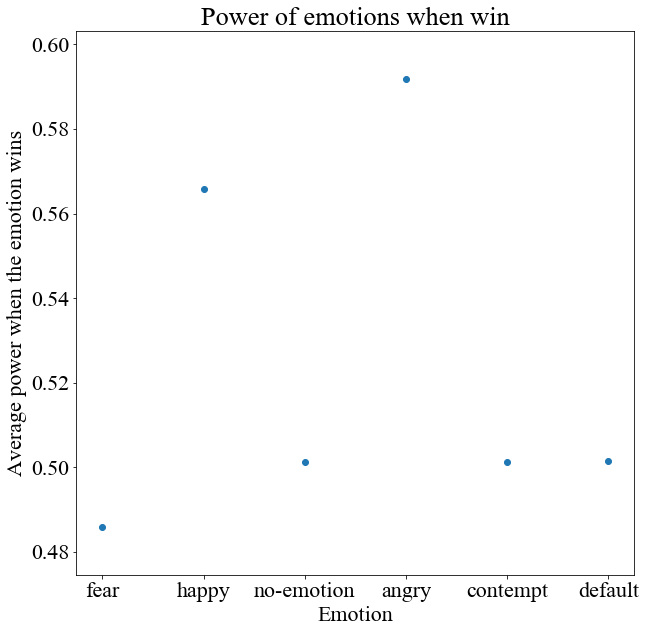 Power of emotions when win
Average power when the emotion wins
0.60
0.58
0.56
0.54
0.52
0.50
0.48
fear happy no-emotion angry contempt default
Emotion